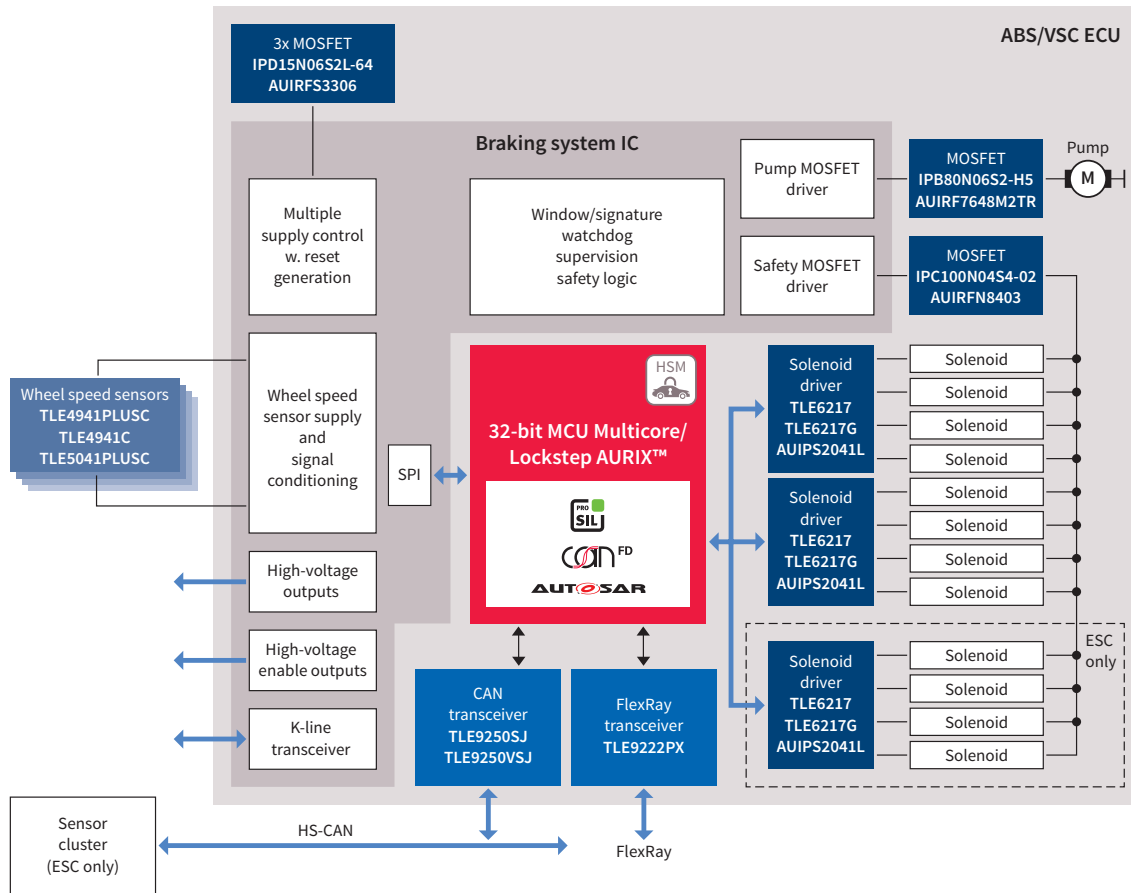 ABS/VSC ECU
3x MOSFET
IPD15N06S2L-64
AUIRFS3306
Braking system IC
Multiple
supply control
w. reset
generation
Window/signature
watchdog
supervision
safety logic
Pump MOSFET
driver
MOSFET
IPB80N06S2-H5
AUIRF7648M2TR
Pump
M
Safety MOSFET
driver
MOSFET
IPC100N04S4-02
AUIRFN8403
Wheel speed sensors
TLE4941PLUSC
TLE4941C
TLE5041PLUSC
Wheel speed
sensor supply
and
signal
conditioning
SPI
HSM
32-bit MCU Multicore/
Lockstep AURIX™
PRO
SIL
CAN FD
AUTOSAR
Solenoid
driver
TLE6217
TLE6217G
AUIPS2041L
Solenoid
Solenoid
Solenoid
Solenoid
Solenoid
driver
TLE6217
TLE6217G
AUIPS2041L
Solenoid
Solenoid
Solenoid
Solenoid
ESC
only
Solenoid
driver
TLE6217
TLE6217G
AUIPS2041L
Solenoid
Solenoid
Solenoid
Solenoid
High-voltage
outputs
High-voltage
enable outputs
K-line
transceiver
CAN
transceiver
TLE9250SJ
TLE9250VSJ
FlexRay
transceiver
TLE9222PX
Sensor
cluster
(ESC only)
HS-CAN
FlexRay